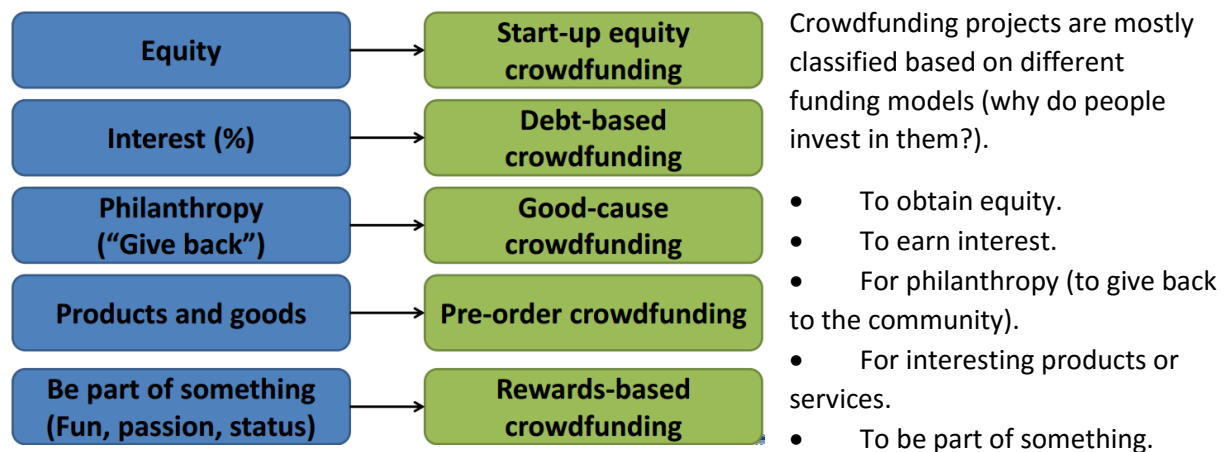 Equity
Start-up equity
crowdfunding
Interest (%)
Debt-based
crowdfunding
Philanthropy
(“Give back”)
Good-cause
crowdfunding
Products and goods
Pre-order crowdfunding
Be part of something
(Fun, passion, status)
Rewards-based
crowdfunding
Crowdfunding projects are mostly
classified based on different
funding models (why do people
invest in them?).
• To obtain equity.
• To earn interest.
• For philanthropy (to give back
to the community).
• For interesting products or
services.
• To be part of something.